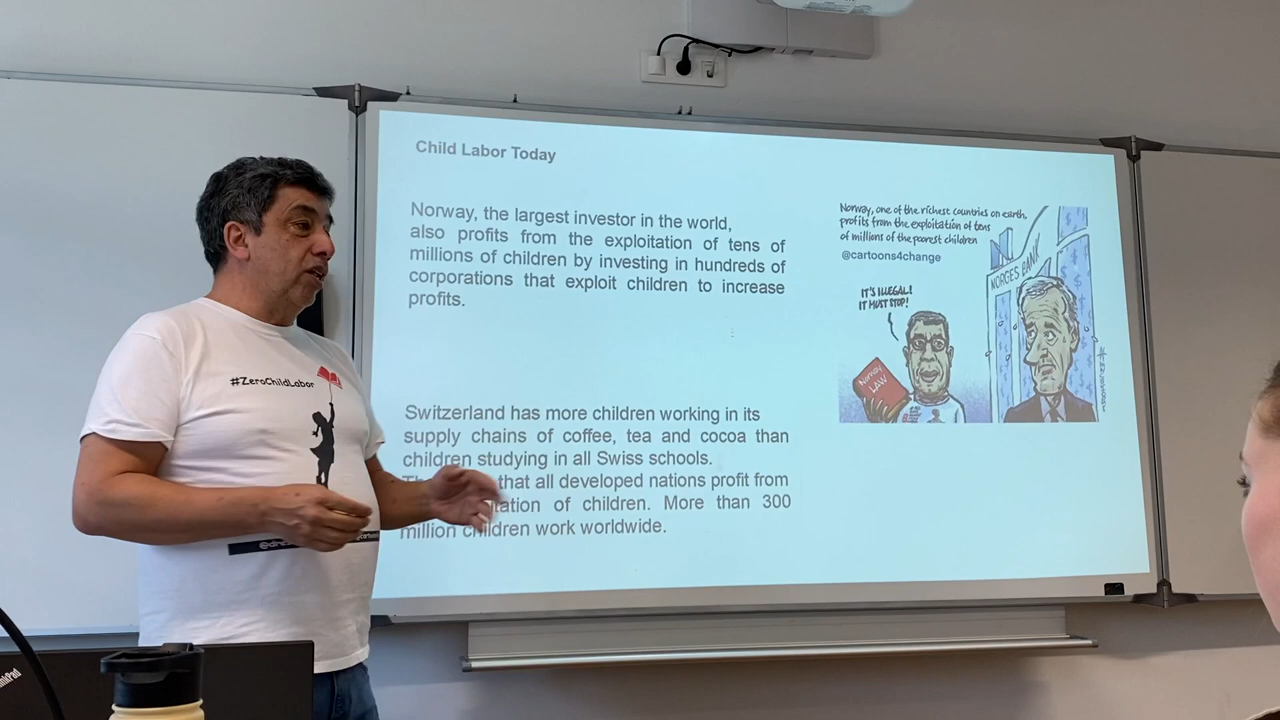 Child Labor Today
Norway, the largest investor in the world,
also profits from the exploitation of tens of
millions of children by investing in hundreds of
corporations that exploit children to increase
profits.
Switzerland has more children working in its
supply chains of coffee, tea and cocoa than
children studying in all Swiss schools.
that all developed nations profit from
of children. More than 300
million children work worldwide.
Norway, one of the richest countries on earth,
profits from the exploitation of tens
of millions of the poorest children
@cartoons4change
IT'S ILLEGAL!
IT MUST STOP!
NORGES BANK
Norway
LAW
#ZeroChildLabor